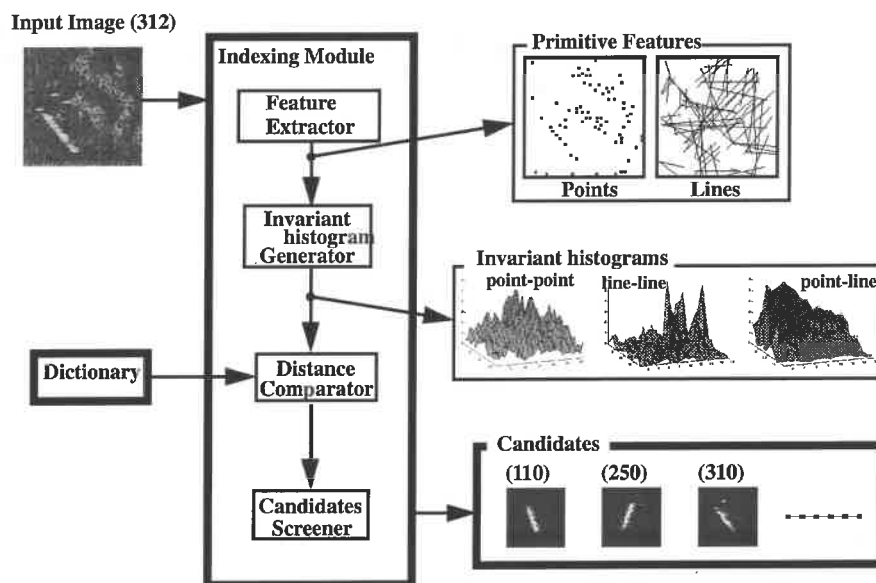 Input Image (312)
Indexing Module
Feature
Extractor
Invariant
histogram
Generator
Dictionary
Distance
Comparator
Candidates
Screener
Primitive Features
Points
Lines
Invariant histograms
point-point
line-line
point-line
Candidates
(110)
(250)
(310)